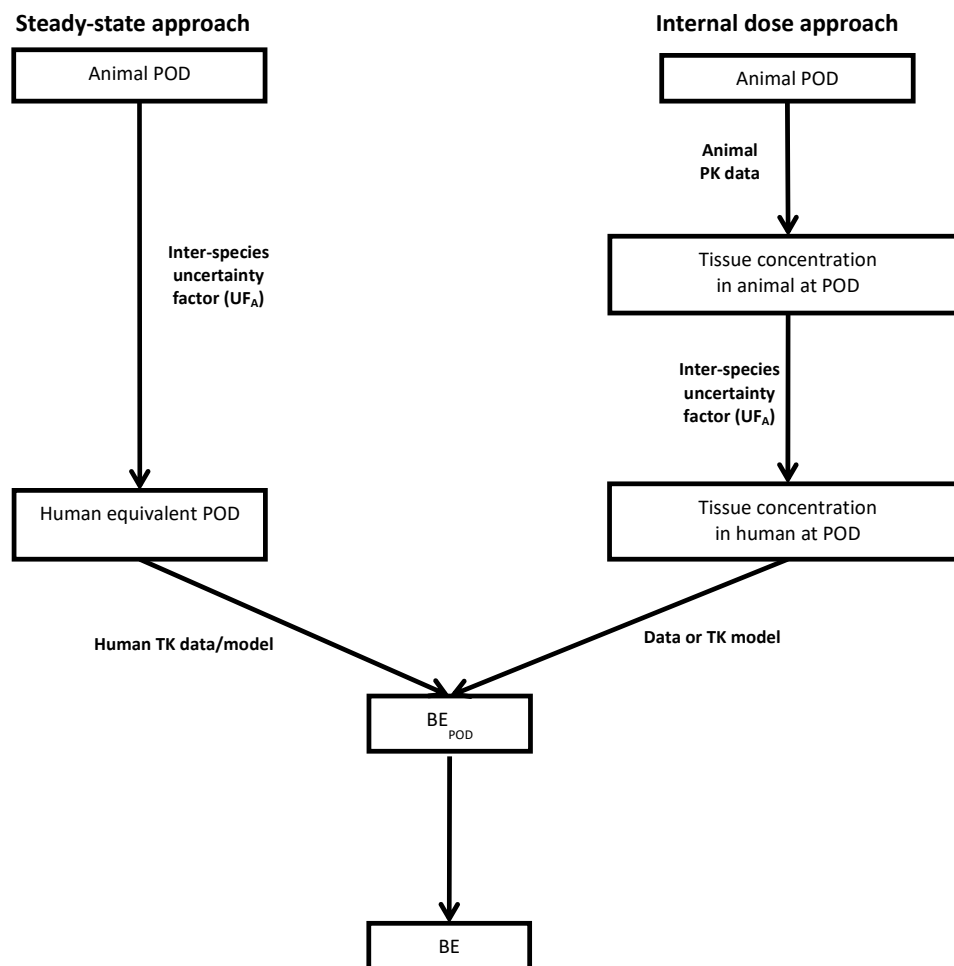 Steady-state approach
Internal dose approach
Animal POD
Animal POD
Animal
PK data
Inter-species
uncertainty
factor (UFA)
Tissue concentration
in animal at POD
Inter-species
uncertainty
factor (UFA)
Human equivalent POD
Tissue concentration
in human at POD
Human TK data/model
Data or TK model
BEPOD
BE